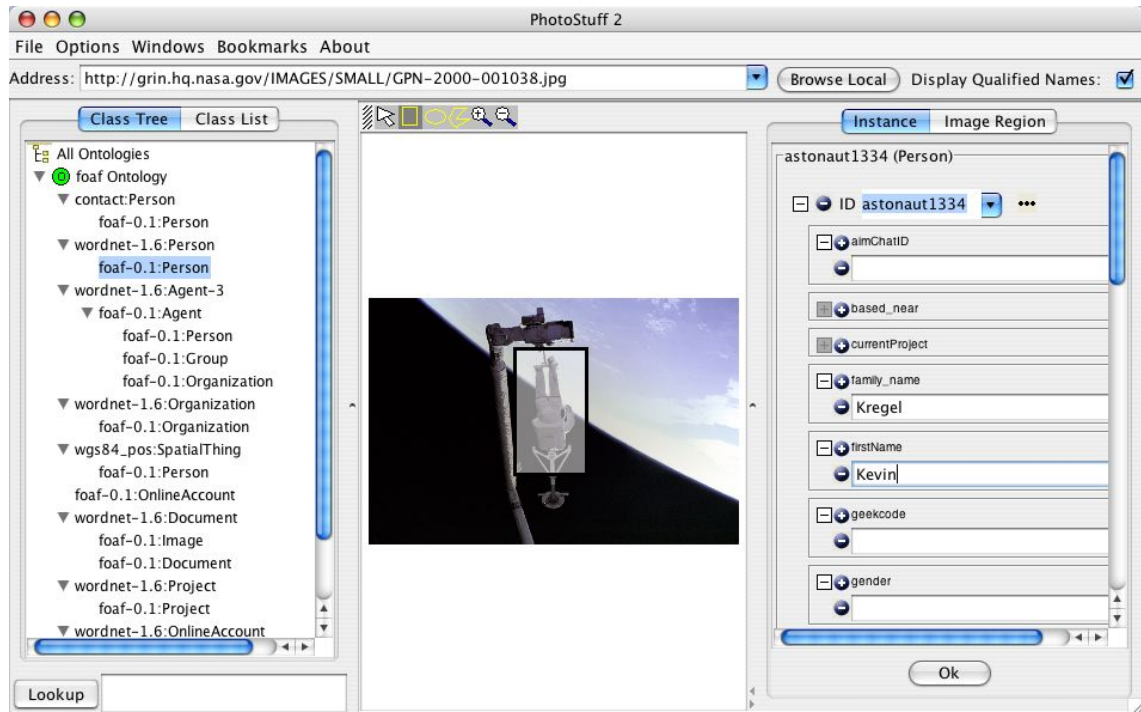 PhotoStuff 2
File Options Windows Bookmarks About
Address: http://grin.hq.nasa.gov/IMAGES/SMALL/GPN-2000-001038.jpg Browse Local Display Qualified Names:
Class Tree Class List
All Ontologies
foaf Ontology
contact:Person
foaf-0.1:Person
wordnet-1.6:Person
foaf-0.1:Person
wordnet-1.6:Agent-3
foaf-0.1:Agent
foaf-0.1:Person
foaf-0.1:Group
foaf-0.1:Organization
wordnet-1.6:Organization
foaf-0.1:Organization
wgs84_pos:SpatialThing
foaf-0.1:Person
foaf-0.1:OnlineAccount
wordnet-1.6:Document
foaf-0.1:Image
foaf-0.1:Document
wordnet-1.6:Project
foaf-0.1:Project
wordnet-1.6:OnlineAccount
Lookup
Instance Image Region
astonaut1334 (Person)
ID astonaut1334
aimChatID
based_near
currentProject
family_name
Kregel
firstName
Kevin
geekcode
gender
Ok